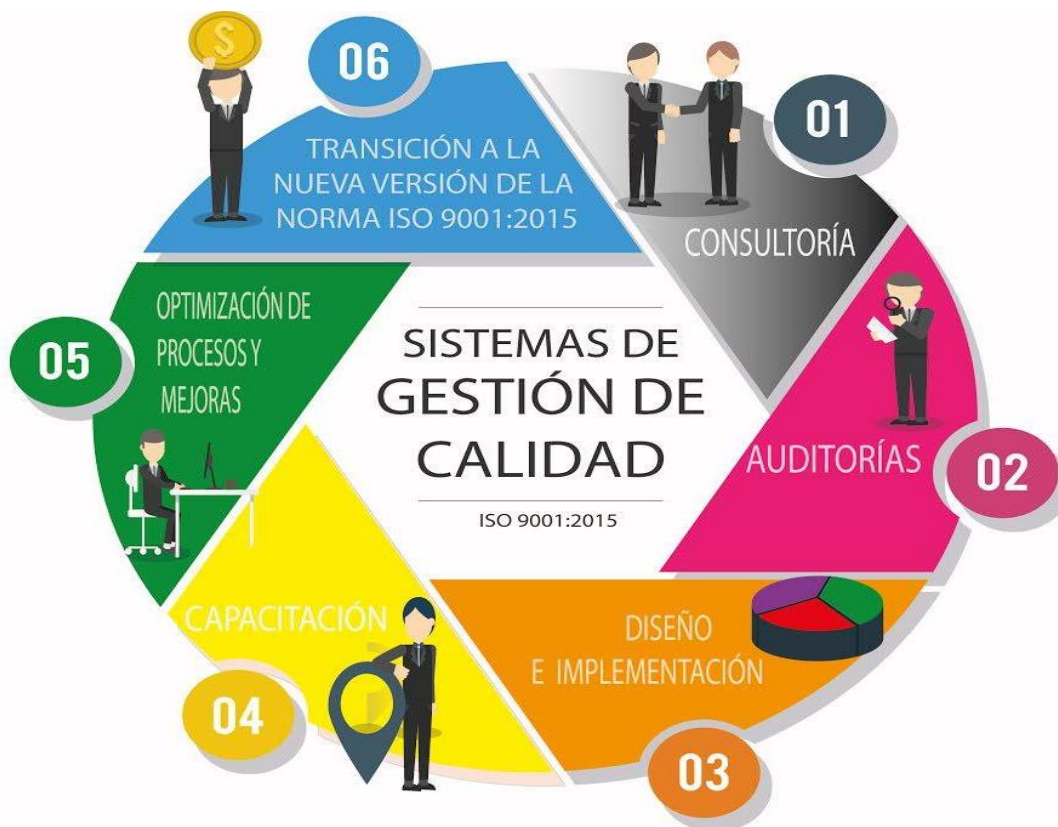 SISTEMAS DE
GESTIÓN DE
CALIDAD
ISO 9001:2015
01
CONSULTORÍA
02
AUDITORÍAS
03
DISEÑO
E IMPLEMENTACIÓN
04
CAPACITACIÓN
05
OPTIMIZACIÓN DE
PROCESOS Y
MEJORAS
06
TRANSICIÓN A LA
NUEVA VERSIÓN DE LA
NORMA ISO 9001:2015
$